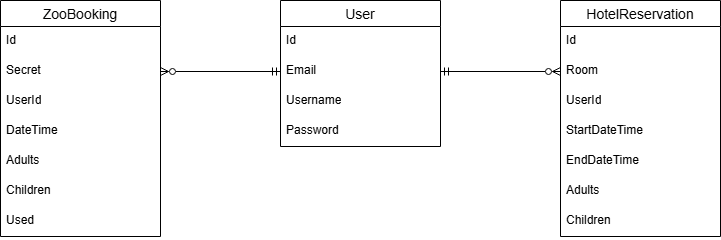 ZooBooking
Id
Secret
UserId
DateTime
Adults
Children
Used
User
Id
Email
Username
Password
HotelReservation
Id
Room
UserId
StartDateTime
EndDateTime
Adults
Children